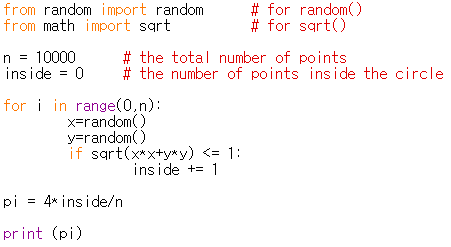 from random import random      # for random()
from math import sqrt          # for sqrt()

n = 10000      # the total number of points
inside = 0     # the number of points inside the circle

for i in range(0,n):
        x=random()
        y=random()
        if sqrt(x*x+y*y) <= 1:
                inside += 1

pi = 4*inside/n

print (pi)